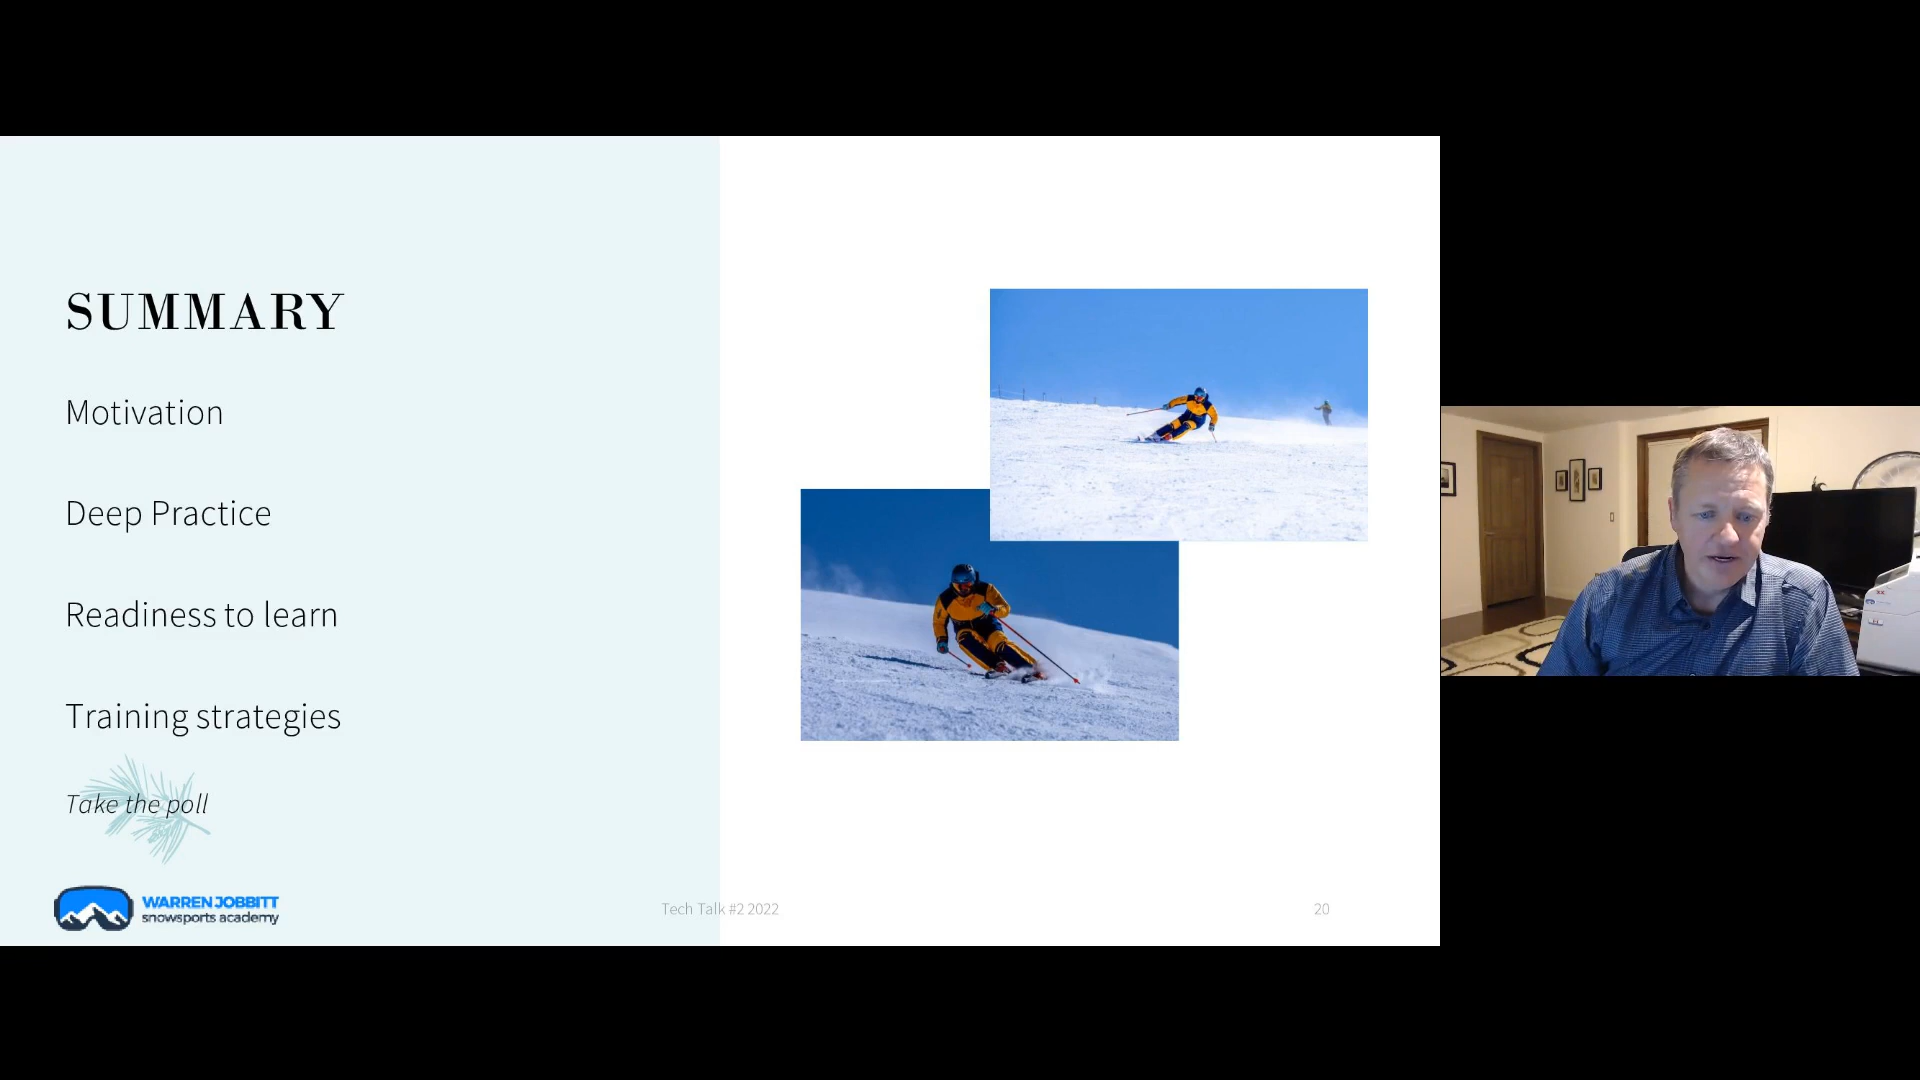 SUMMARY
Motivation
Deep Practice
Readiness to learn
Training strategies
Take the poll
WARREN JOBBITT
snowsports academy
Tech Talk #2 2022
20